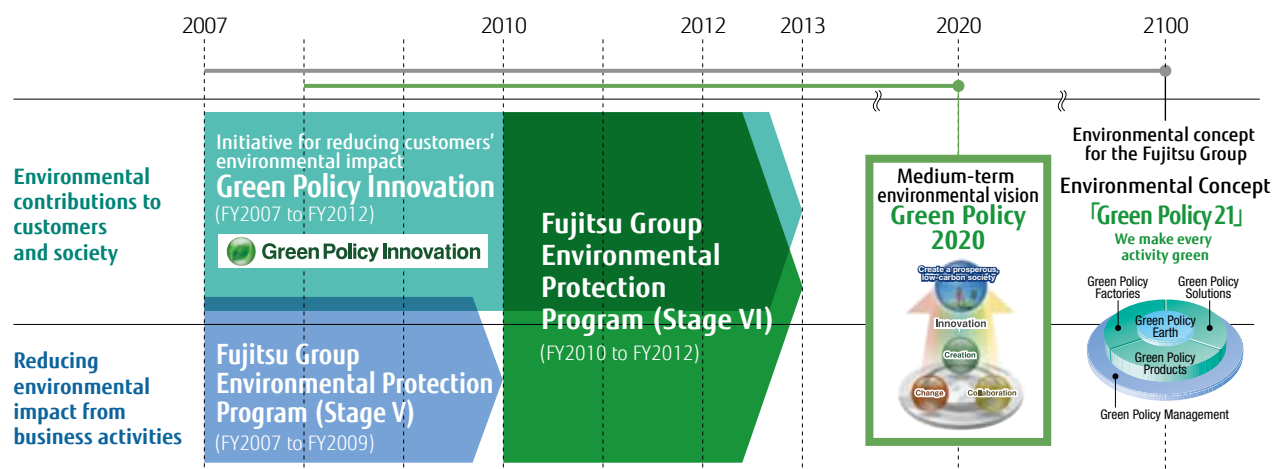 2007
2010
2012
2013
2020
2100
Environmental
contributions to
customers
and society
Reducing
environmental
impact from
business activities
Initiative for reducing customers'
environmental impact
Green Policy Innovation
(FY2007 to FY2012)
Green Policy Innovation
Fujitsu Group
Environmental Protection
Program (Stage V)
(FY2007 to FY2009)
Fujitsu Group
Environmental
Protection
Program (Stage VI)
(FY2010 to FY2012)
Medium-term
environmental vision
Green Policy
2020
Create a prosperous,
low-carbon society
Innovation
Creation
Change
Collaboration
Environmental concept
for the Fujitsu Group
Environmental Concept
「Green Policy 21」
We make every
activity green
Green Policy
Factories
Green Policy
Solutions
Green Policy
Earth
Green Policy
Products
Green Policy Management